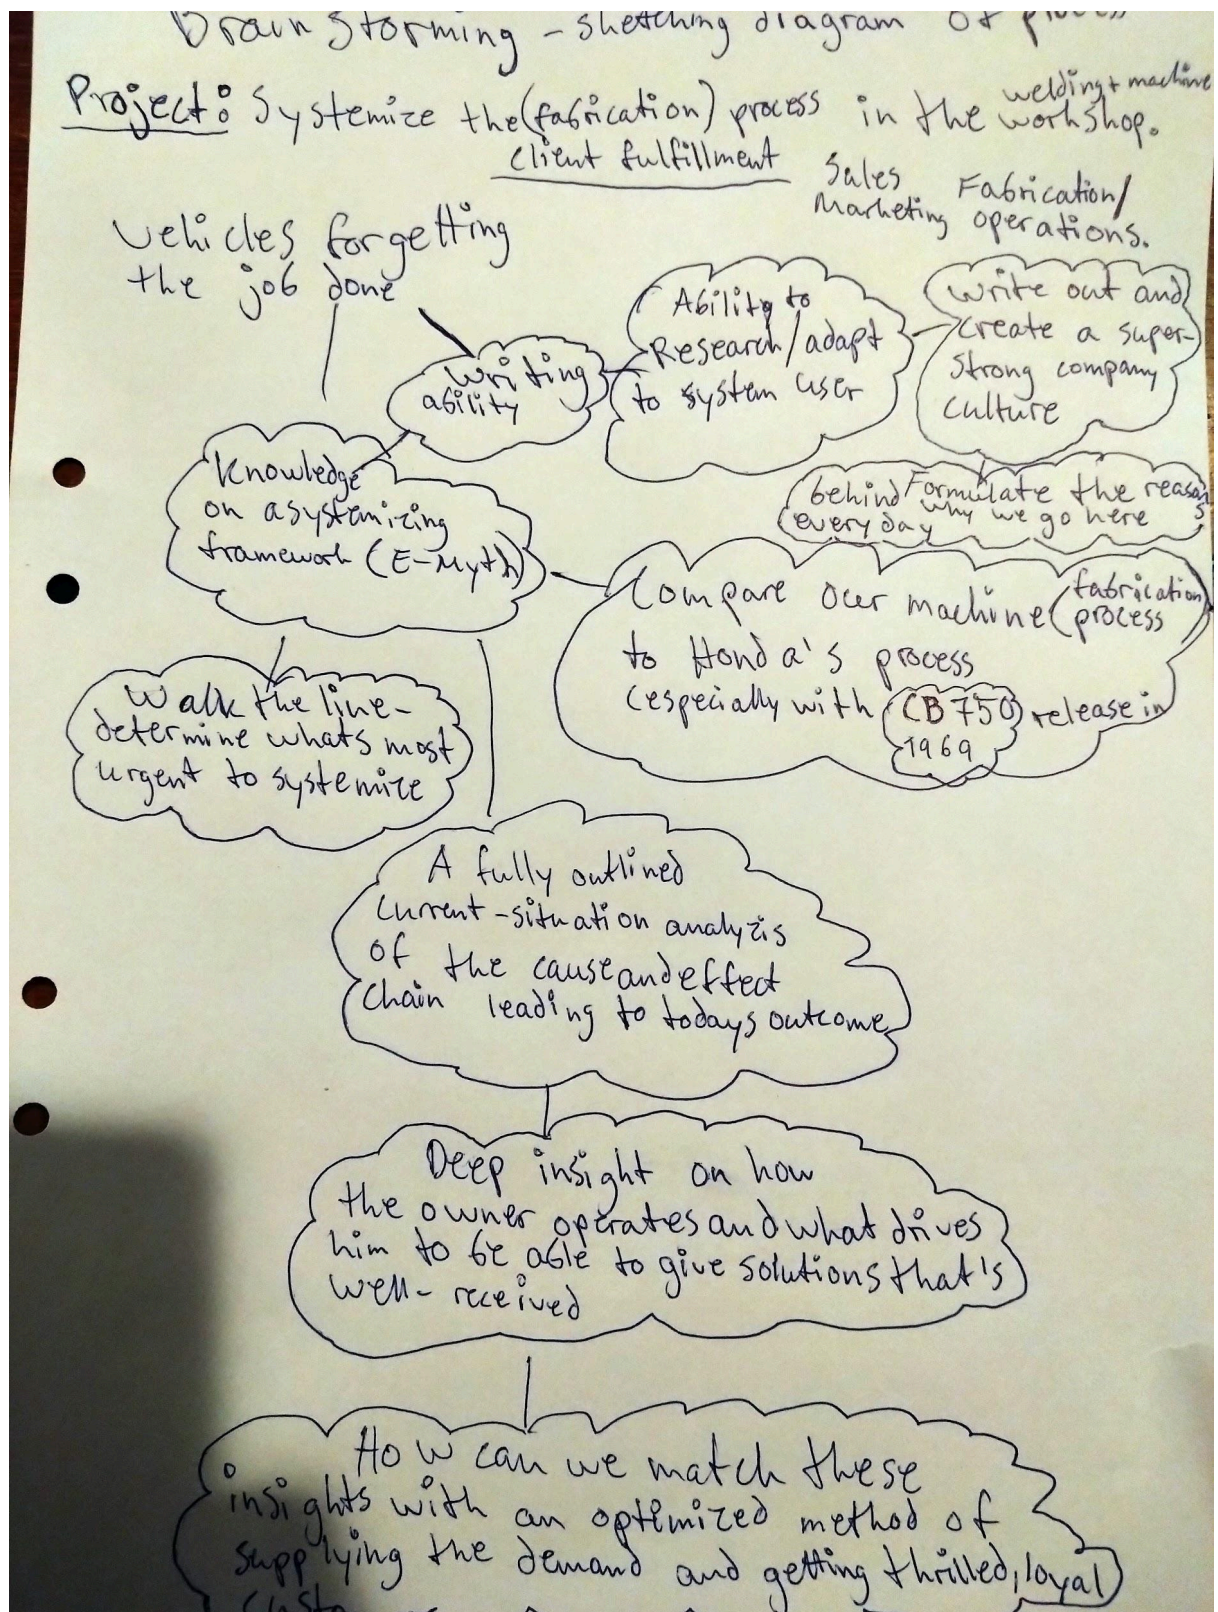 Brainstorming - sketching diagram of process
Project: Systemize the (fabrication) process in the welding + machine workshop.
client fulfillment
Sales
Marketing
Fabrication/
operations.
Vehicles for getting
the job done
Writing
ability
Ability to
Research/adapt
to system user
Write out and
create a super-
strong company
culture
Knowledge
on a systemizing
framework (E-Myth)
behind Formulate the reason
everyday why we go here
Compare our machine (fabrication process
to Honda's process
(especially with CB750 release in
1969
Walk the line-
determine whats most
urgent to systemize
A fully outlined
current-situation analyzis
of the cause and effect
chain leading to todays outcome
Deep insight on how
the owner operates and what drives
him to be able to give solutions that's
well-received
How can we match these
insights with an optimized method of
supplying the demand and getting thrilled, loyal